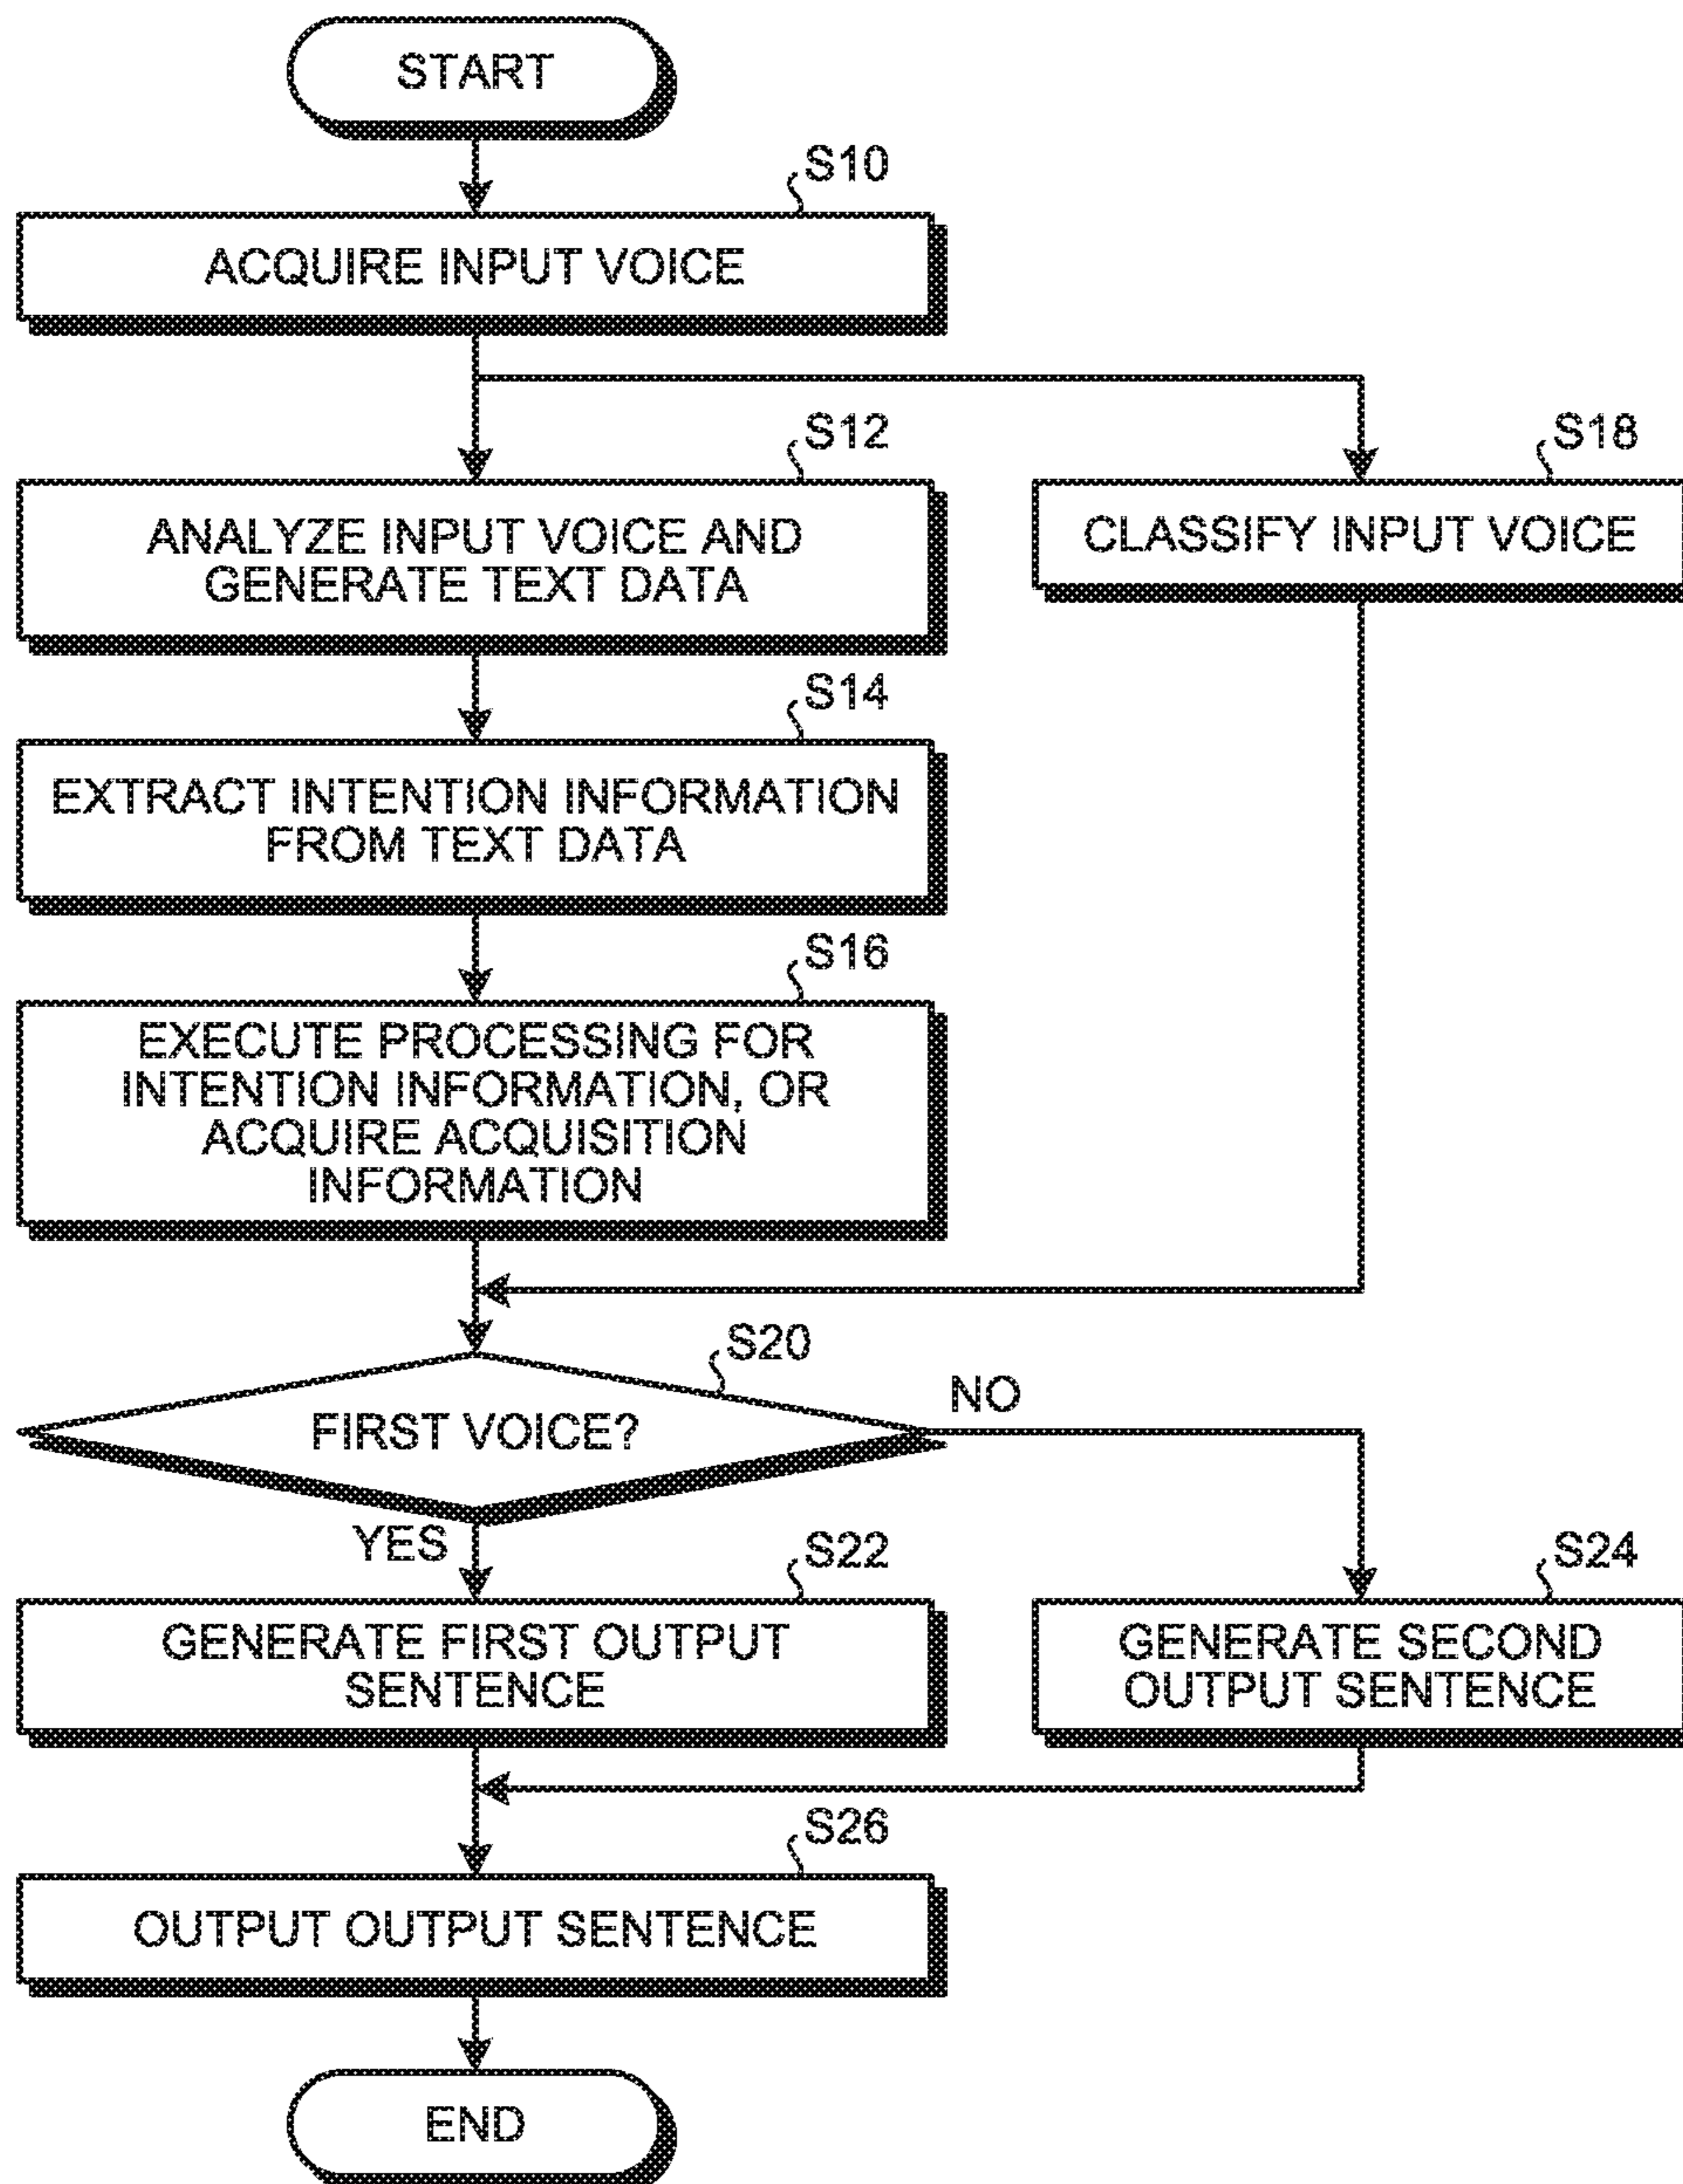 START
S10
ACQUIRE INPUT VOICE
S12
ANALYZE INPUT VOICE AND
GENERATE TEXT DATA
S18
CLASSIFY INPUT VOICE
S14
EXTRACT INTENTION INFORMATION
FROM TEXT DATA
S16
EXECUTE PROCESSING FOR
INTENTION INFORMATION, OR
ACQUIRE ACQUISITION
INFORMATION
S20
FIRST VOICE?
NO
YES
S22
GENERATE FIRST OUTPUT
SENTENCE
S24
GENERATE SECOND
OUTPUT SENTENCE
S26
OUTPUT OUTPUT SENTENCE
END